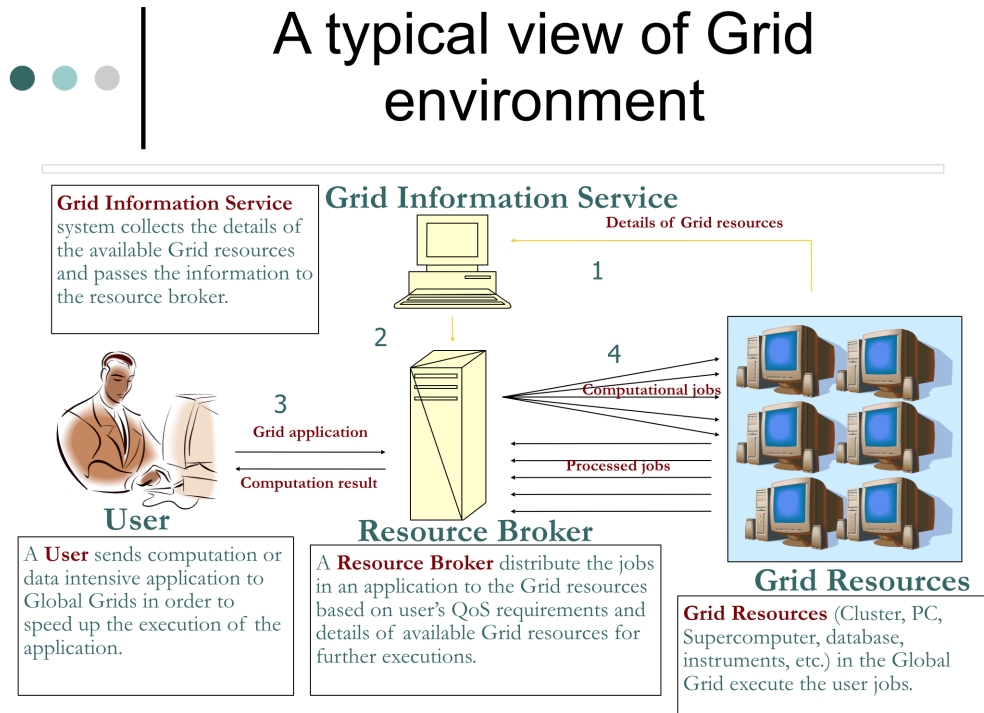 A typical view of Grid
environment
Grid Information Service
system collects the details of
the available Grid resources
and passes the information to
the resource broker.
Grid Information Service
Details of Grid resources
1
2
3
4
Grid application
Computation result
Computational jobs
Processed jobs
User
A User sends computation or
data intensive application to
Global Grids in order to
speed up the execution of the
application.
Resource Broker
A Resource Broker distribute the jobs
in an application to the Grid resources
based on user's QoS requirements and
details of available Grid resources for
further executions.
Grid Resources
Grid Resources (Cluster, PC,
Supercomputer, database,
instruments, etc.) in the Global
Grid execute the user jobs.